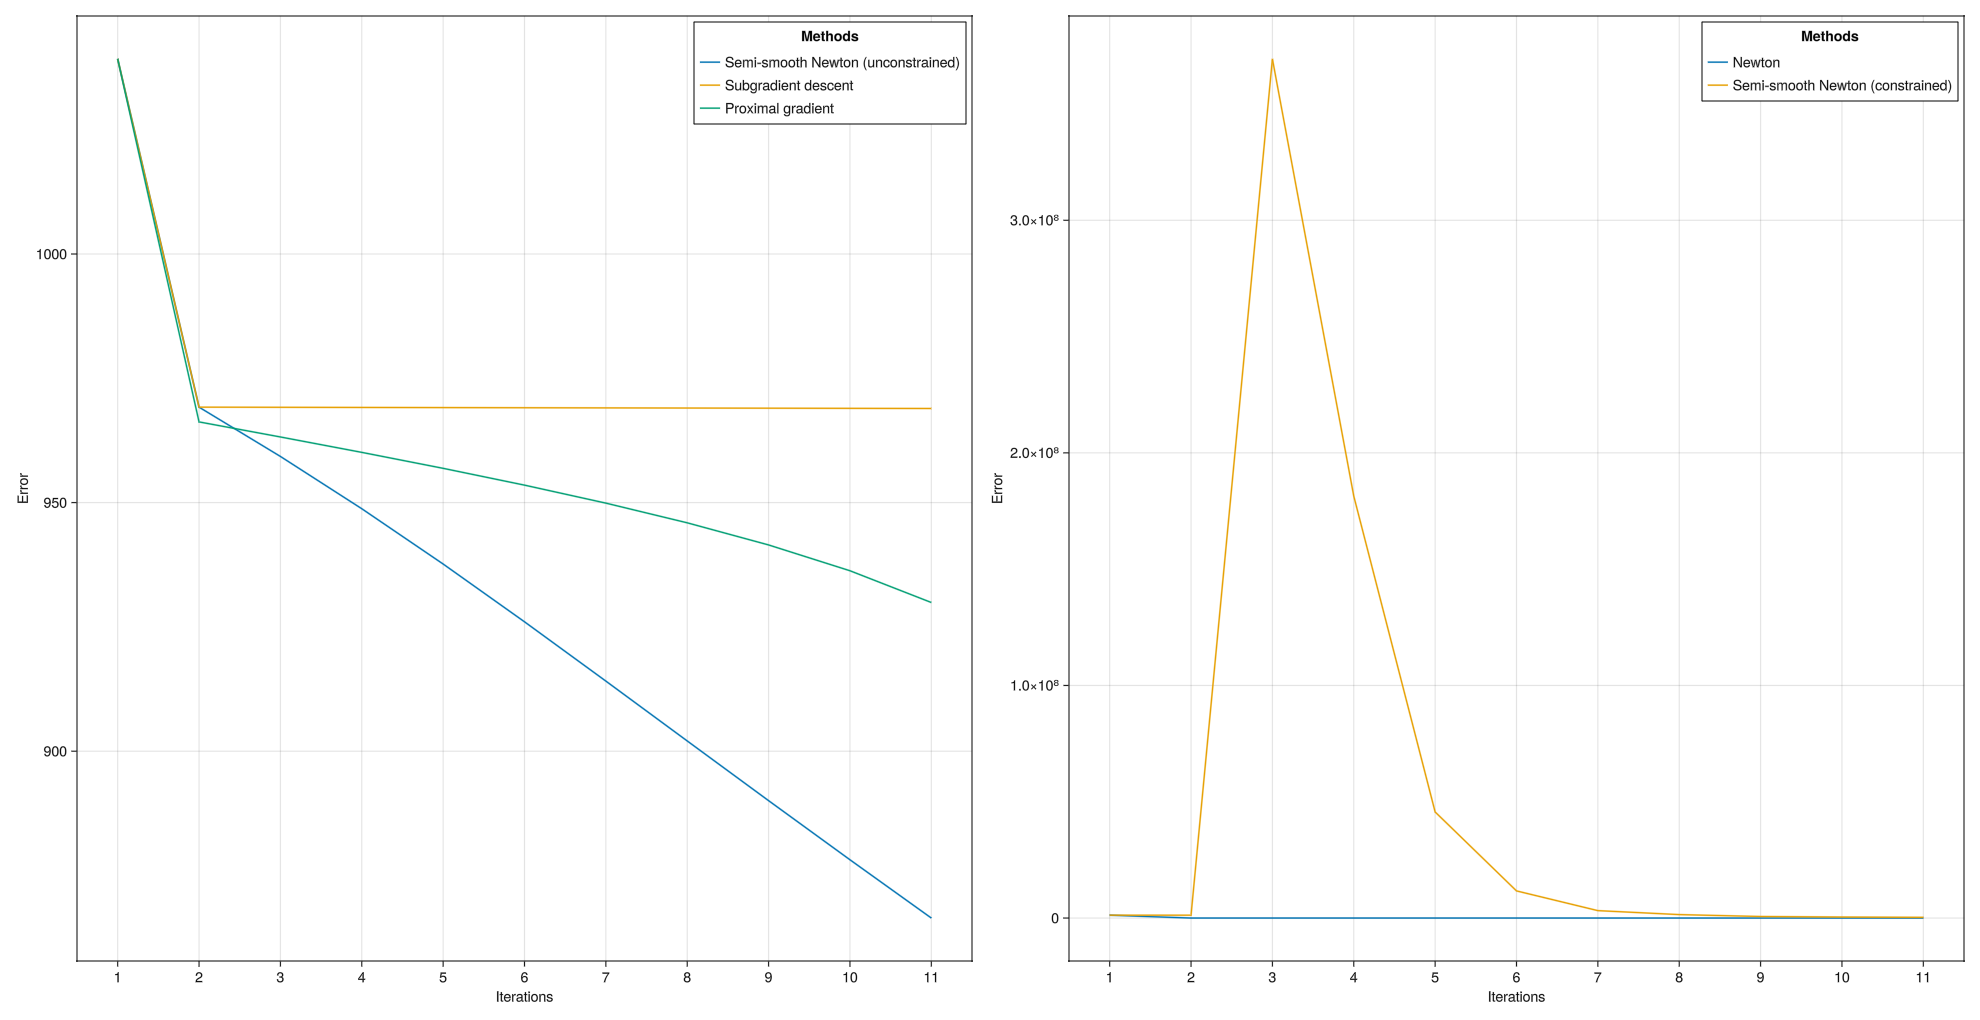 Methods
Semi-smooth Newton (unconstrained)
Subgradient descent
Proximal gradient
1000
950
900
Error
1 2 3 4 5 6 7 8 9 10 11
Iterations
Methods
Newton
Semi-smooth Newton (constrained)
3.0×10⁸
2.0×10⁸
1.0×10⁸
0
Error
1 2 3 4 5 6 7 8 9 10 11
Iterations